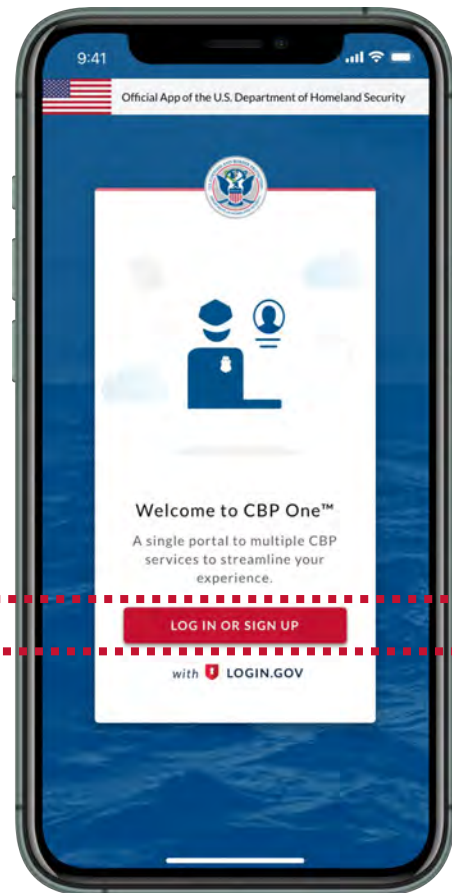 9:41
Official App of the U.S. Department of Homeland Security
Welcome to CBP One™
A single portal to multiple CBP
services to streamline your
experience.
LOG IN OR SIGN UP
with LOGIN.GOV